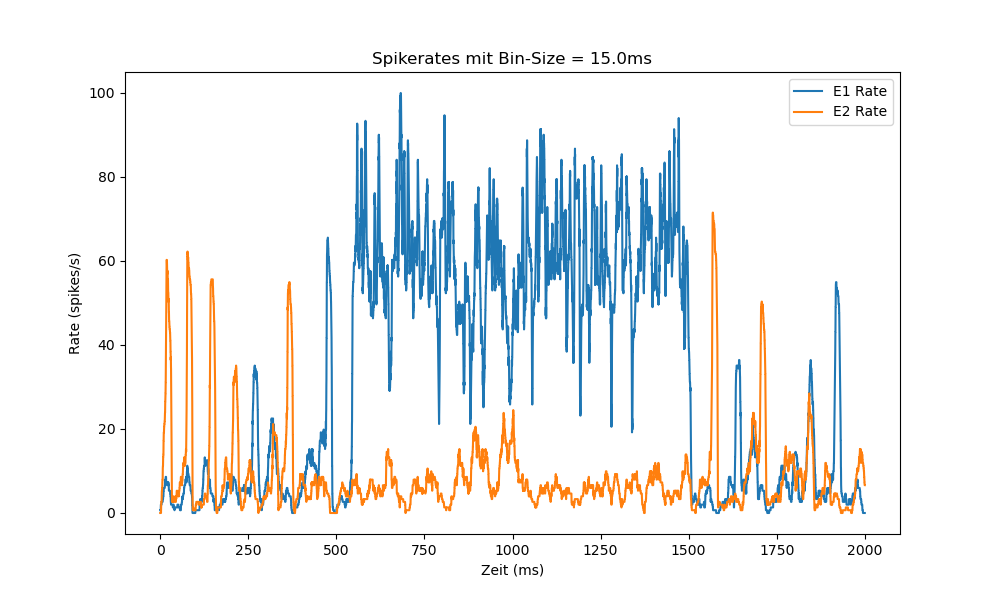 Spikerates mit Bin-Size = 15.0ms
E1 Rate
E2 Rate
100
80
60
40
20
0
Rate (spikes/s)
0 250 500 750 1000 1250 1500 1750 2000
Zeit (ms)